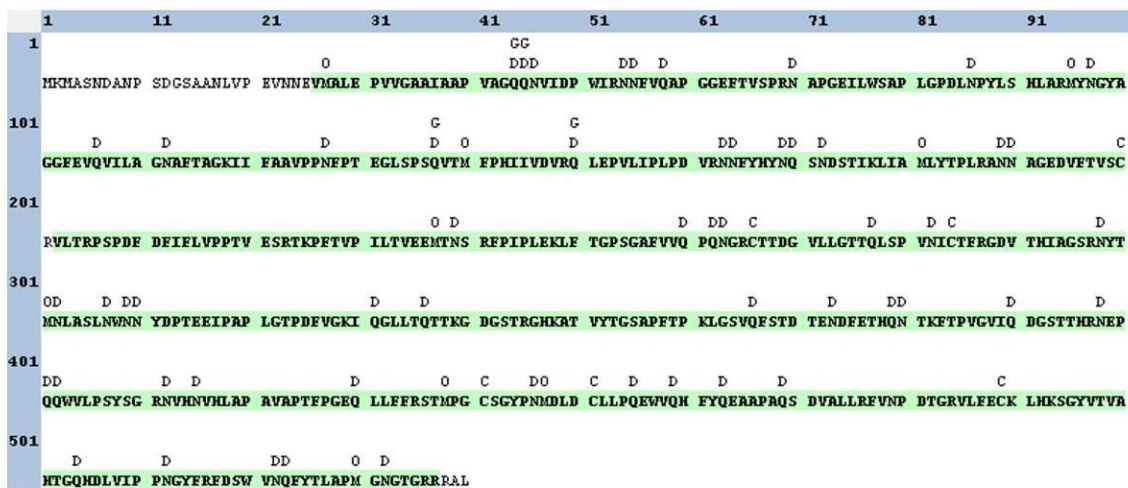 1 11 21 31 41 51 61 71 81 91
1
GG
O DDD DD D D D O D
MKMASNDANP SDGSAANLVP EVNNEVMALE PVVGAAIAAP VAGQQNVIDP WIRNNFVQAP GGEFTVSPRN APGEILWSAP LGPDLNPYLS HLARMYNGYA
101
G G
D D D D O D DD DD D O DD C
GGFEVQVILA GNAFTAGKII FAAVPPNFPT EGLSPSQVTM FPHIIVDVRQ LEPVLIPLPD VRNNFYHYNQ SNDSTIKLIA MLYTPLRANN AGEDVFTVSC
201
O D D DD C D D C D
RVLTRPSPDF DFIFLVPPTV ESRTKPFTVP ILTVEEMTNS RFPIPLEKLF TGPSGAFVVQ PQNGRCTTDG VLLGTTQLSP VNICTFRGDV THIAGSRNYT
301
OD D DD D D D D DD D D
MNLASLNWNN YDPTEEIPAP LGTPDFVGKI QGLLTQTTKG DGSTRGHKAT VYTGSAPFTP KLGSVQFSTD TENDFETHQN TKFTPVGVIQ DGSTTHRNEP
401
DD D D D O C DO C D D D D C
QQWVLPSYSG RNVHNVHLAP AVAPTFPGEQ LLFFRSTMPG CSGYPNMDLD CLLPQEWVQH FYQEAAPAQS DVALLRFVNP DTGRVLFECK LHKSGYVTVA
501
D D DD O D
HTGQHDLVIP PNGYFRFDSW VNQFYTLAPM GNGTGRRRAL